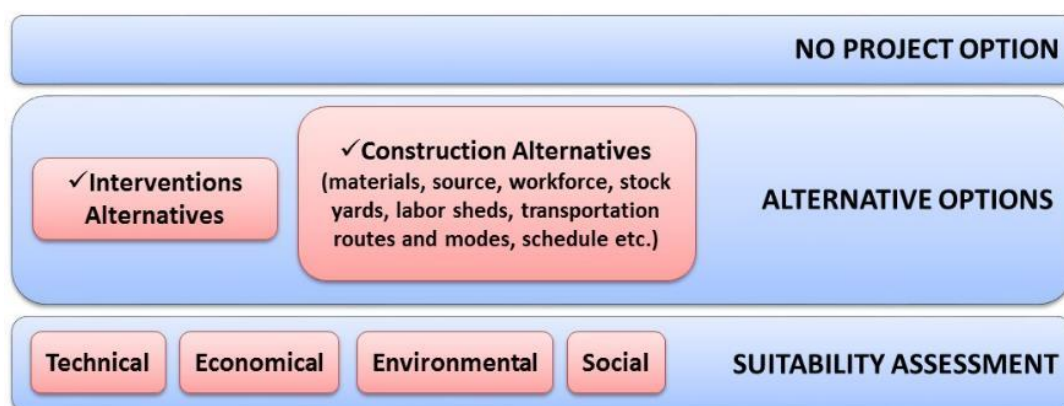 NO PROJECT OPTION
✓Interventions
Alternatives
✓Construction Alternatives
(materials, source, workforce, stock
yards, labor sheds, transportation
routes and modes, schedule etc.)
ALTERNATIVE OPTIONS
Technical
Economical
Environmental
Social
SUITABILITY ASSESSMENT